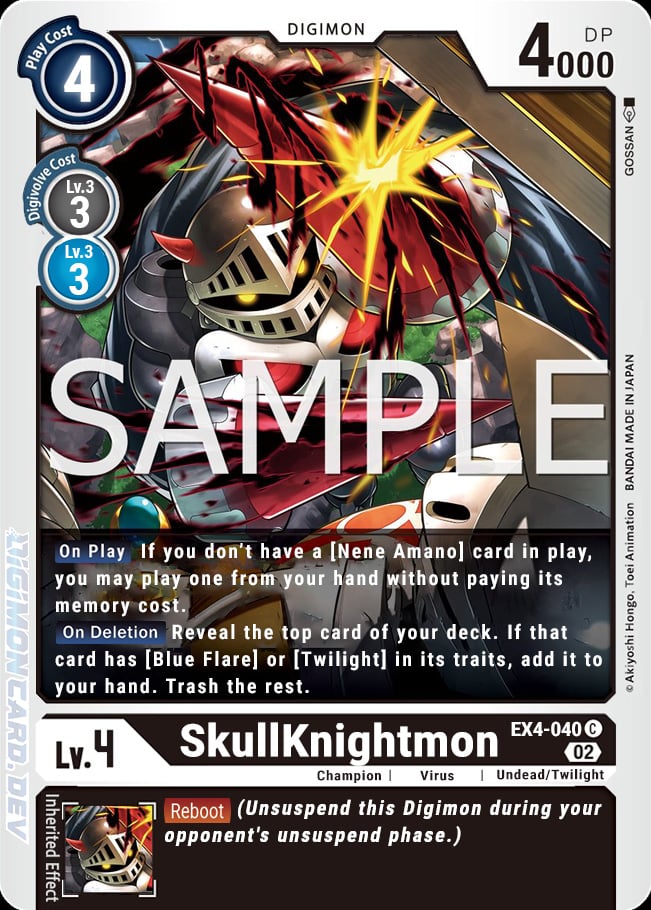 DIGIMON
Play Cost
4
4000
DP
Digivolve Cost
Lv.3
3
Lv.3
3
GOSSAN
SAMPLE
© Akiyoshi Hongo, Toei Animation BANDAI MADE IN JAPAN
On Play If you don't have a [Nene Amano] card in play,
you may play one from your hand without paying its
memory cost.
On Deletion Reveal the top card of your deck. If that
card has [Blue Flare] or [Twilight] in its traits, add it to
your hand. Trash the rest.
DIGIMONCARD.DEV
Lv.4
SkullKnightmon
EX4-040 C
02
Champion | Virus | Undead/Twilight
Inherited Effect
Reboot (Unsuspend this Digimon during your
opponent's unsuspend phase.)